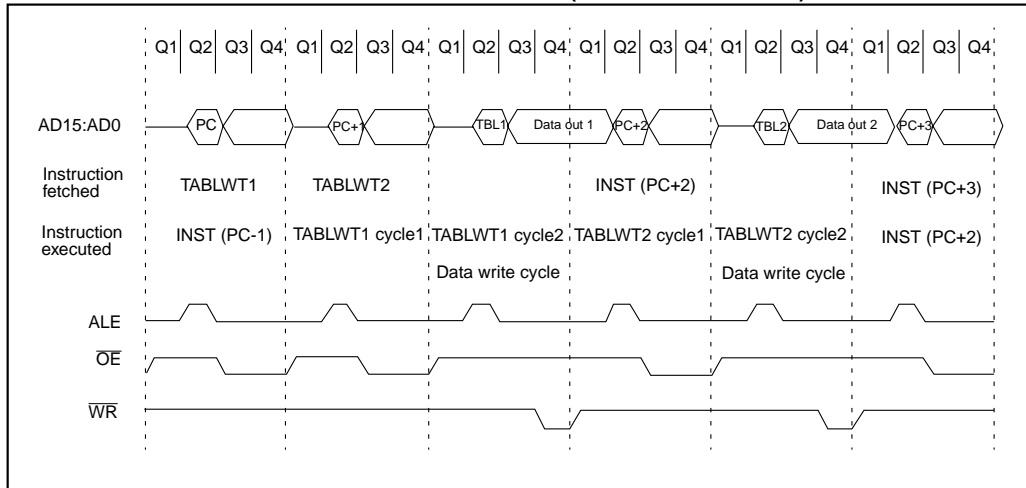 Q1 Q2 Q3 Q4 Q1 Q2 Q3 Q4 Q1 Q2 Q3 Q4 Q1 Q2 Q3 Q4 Q1 Q2 Q3 Q4 Q1 Q2 Q3 Q4
AD15:AD0 PC PC+1 TBL1 Data out 1 PC+2 TBL2 Data out 2 PC+3
Instruction
fetched
TABLWT1 TABLWT2 INST (PC+2) INST (PC+3)
Instruction
executed
INST (PC-1) TABLWT1 cycle1 TABLWT1 cycle2 TABLWT2 cycle1 TABLWT2 cycle2 INST (PC+2)
Data write cycle Data write cycle
ALE
OE
WR